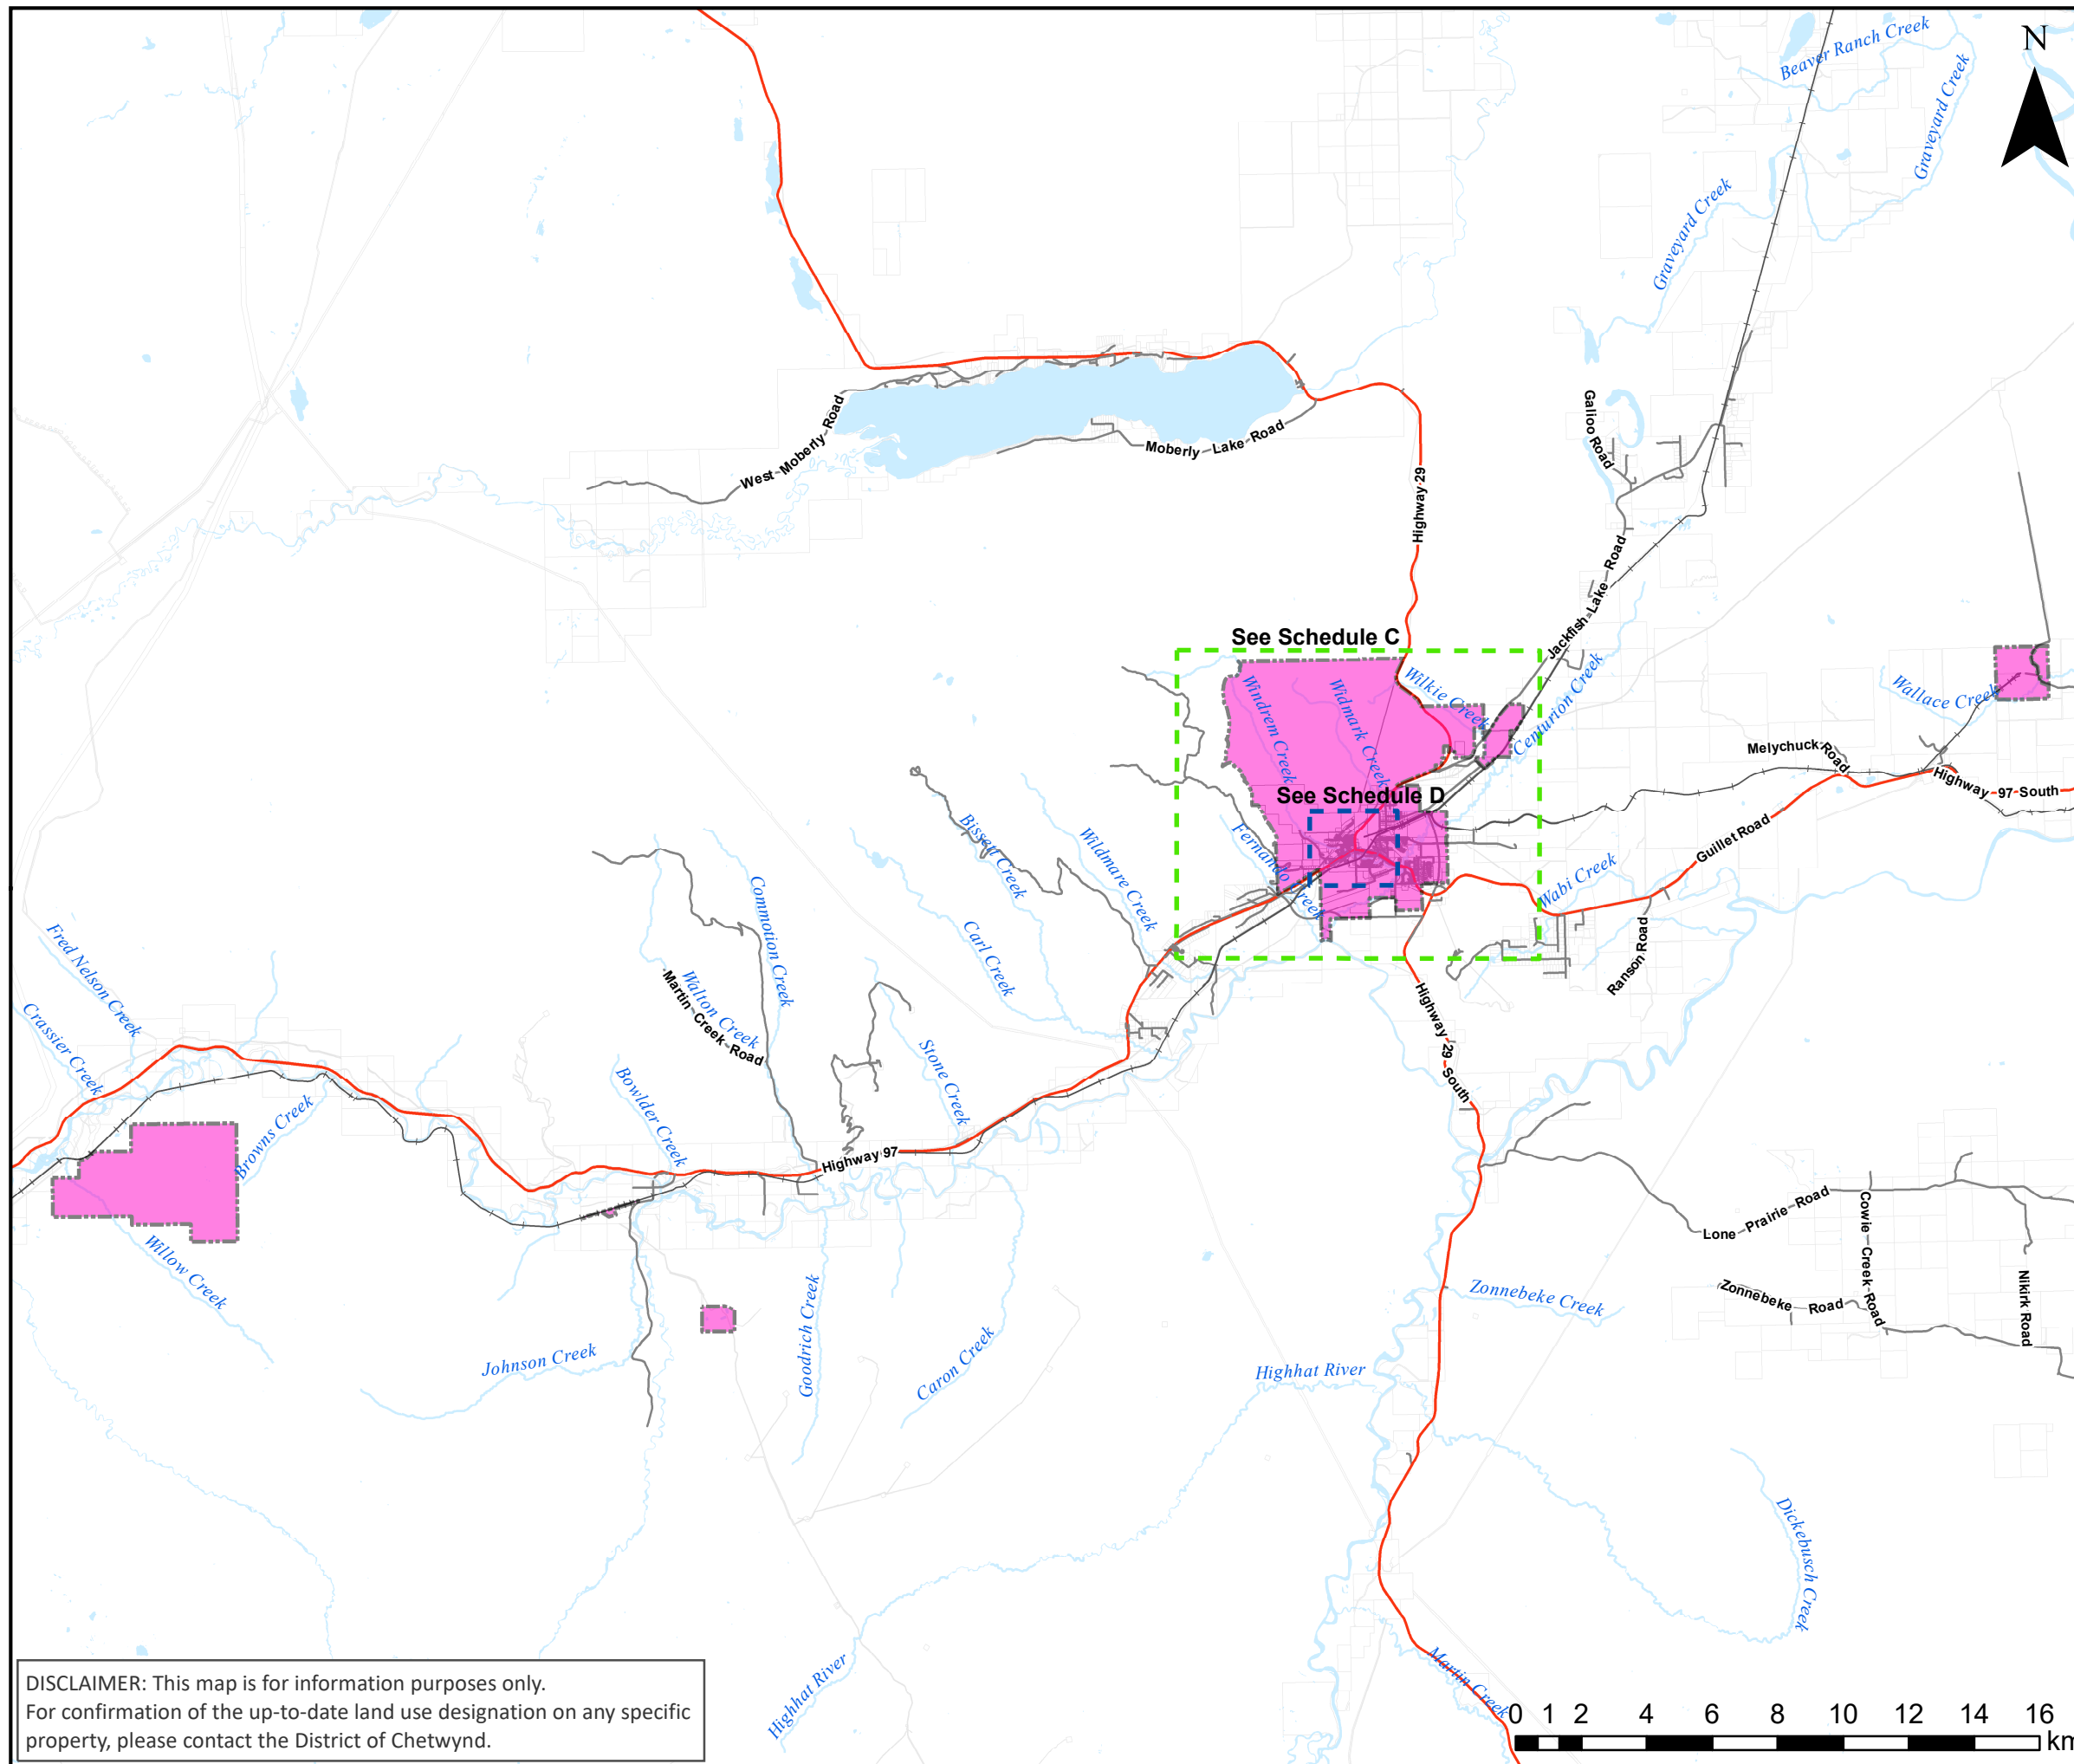 Beaver Ranch Creek
N
Graveyard Creek
Graveyard Creek
Galloo Road
West Moberly Road
Moberly Lake Road
Highway 29
Jackfish Lake Road
See Schedule C
Windrem Creek
Widmark Creek
Wilkie Creek
Centurion Creek
Wallace Creek
Melychuck Road
Highway 97 South
See Schedule D
Guillet Road
Fernando Creek
Wabi Creek
Ranson Road
Bissett Creek
Wildmare Creek
Commotion Creek
Carl Creek
Fred Nelson Creek
Crassier Creek
Walton Creek
Martin Creek Road
Highway 29 South
Stone Creek
Bowlder Creek
Browns Creek
Highway 97
Lone Prairie Road
Cowie Creek Road
Willow Creek
Zonnebeke Creek
Zonnebeke Road
Nikirk Road
Johnson Creek
Goodrich Creek
Caron Creek
Highhat River
Dickebusch Creek
Highhat River
Martin Creek
DISCLAIMER: This map is for information purposes only.
For confirmation of the up-to-date land use designation on any specific
property, please contact the District of Chetwynd.
0 1 2 4 6 8 10 12 14 16
km